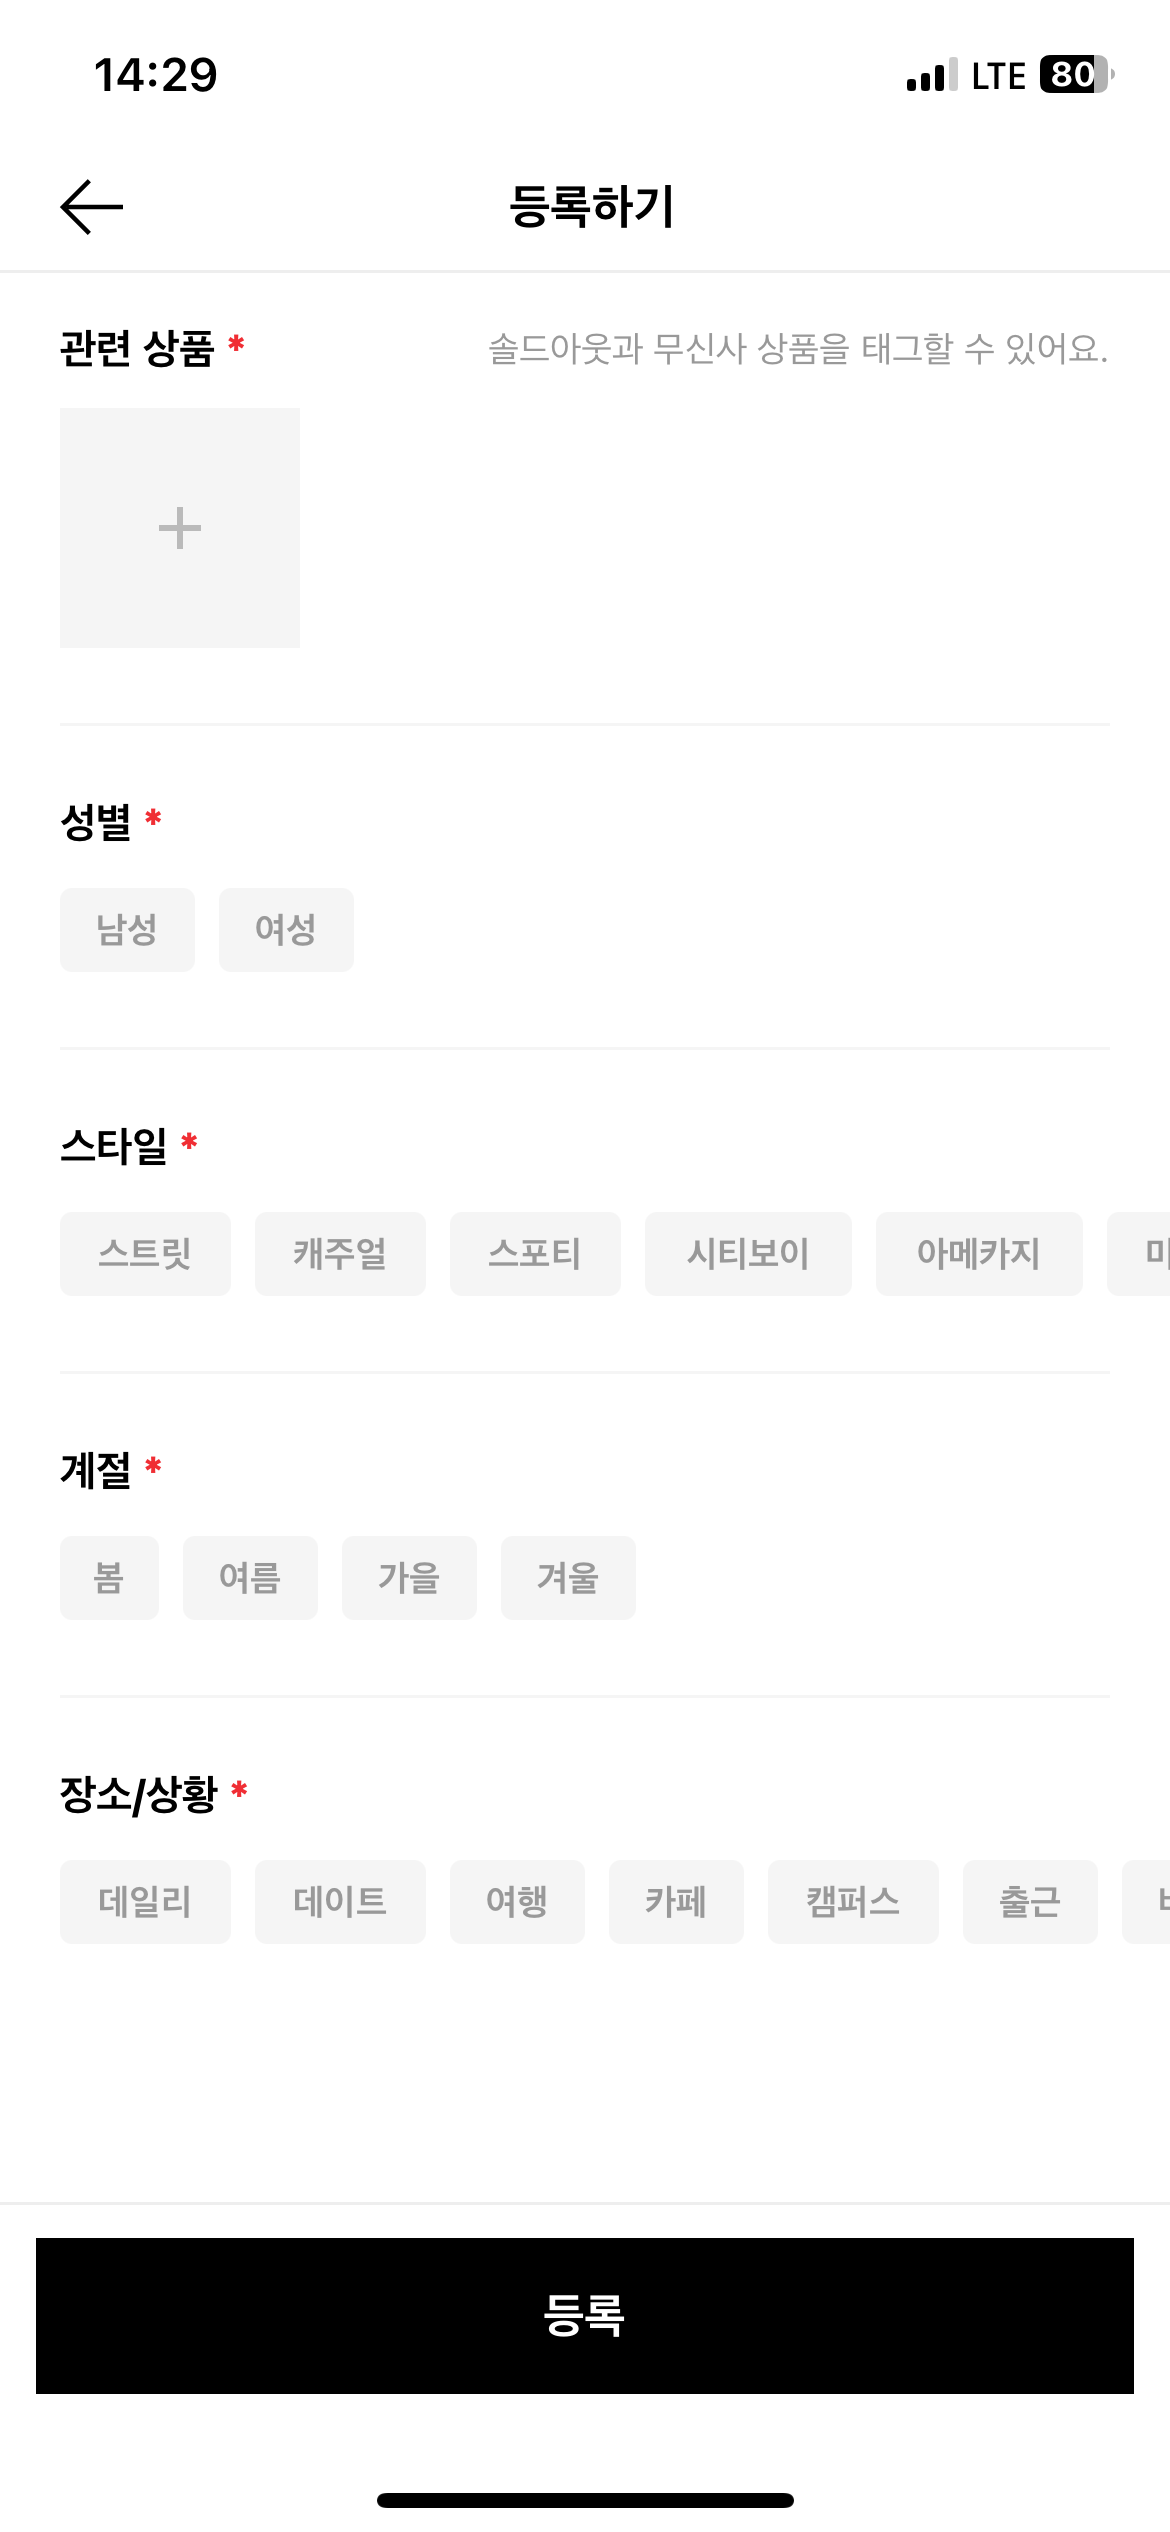 14:29 LTE 80
등록하기
관련 상품 * 솔드아웃과 무신사 상품을 태그할 수 있어요.
성별 *
남성 여성
스타일 *
스트릿 캐주얼 스포티 시티보이 아메카지
계절 *
봄 여름 가을 겨울
장소/상황 *
데일리 데이트 여행 카페 캠퍼스 출근
등록